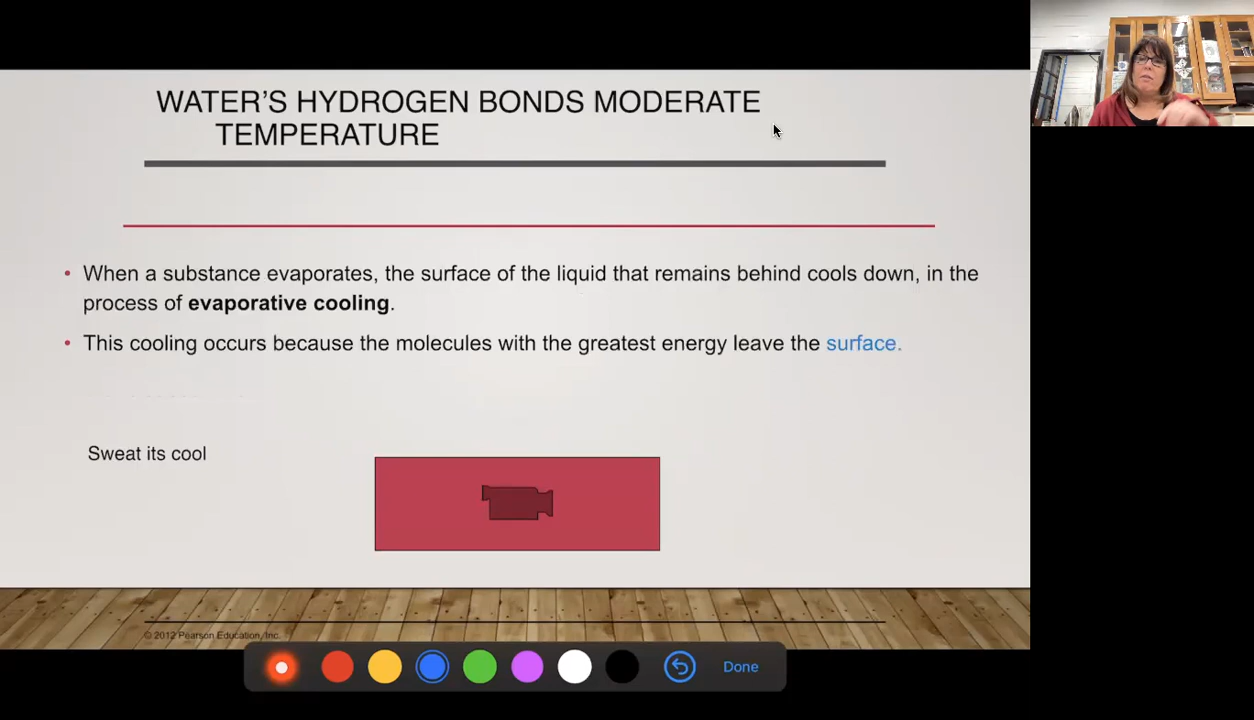 WATER'S HYDROGEN BONDS MODERATE
TEMPERATURE
• When a substance evaporates, the surface of the liquid that remains behind cools down, in the
process of evaporative cooling.
• This cooling occurs because the molecules with the greatest energy leave the surface.
Sweat its cool
© 2012 Pearson Education, Inc.
Done